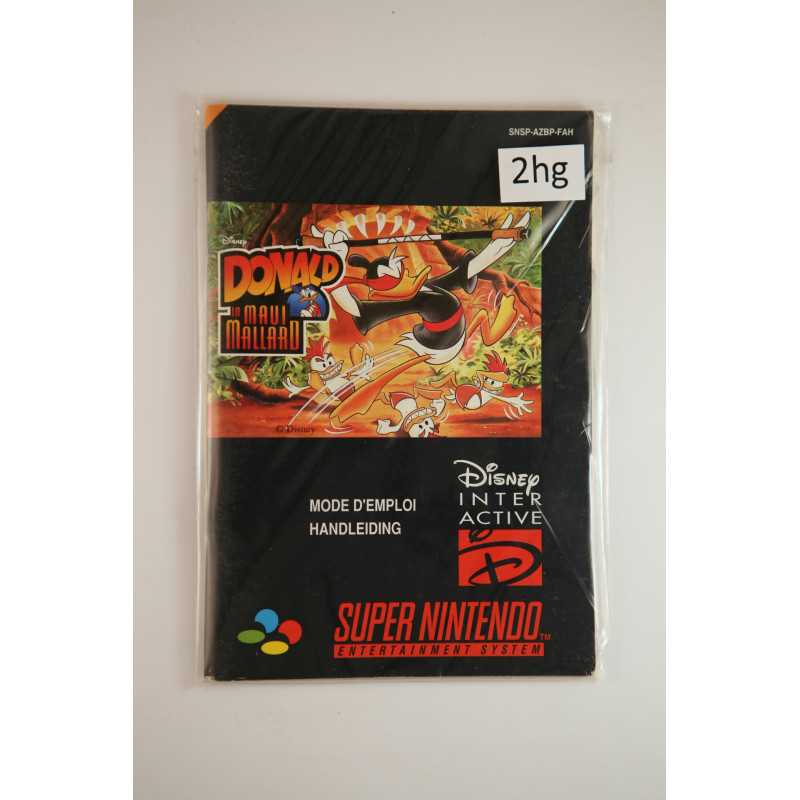 SNSP-AZBP-FAH
2hg
Disney
DONALD
in MAUI
MALLARD
© Disney
MODE D'EMPLOI
HANDLEIDING
Disney
INTER
ACTIVE
D
SUPER NINTENDO TM
ENTERTAINMENT SYSTEM